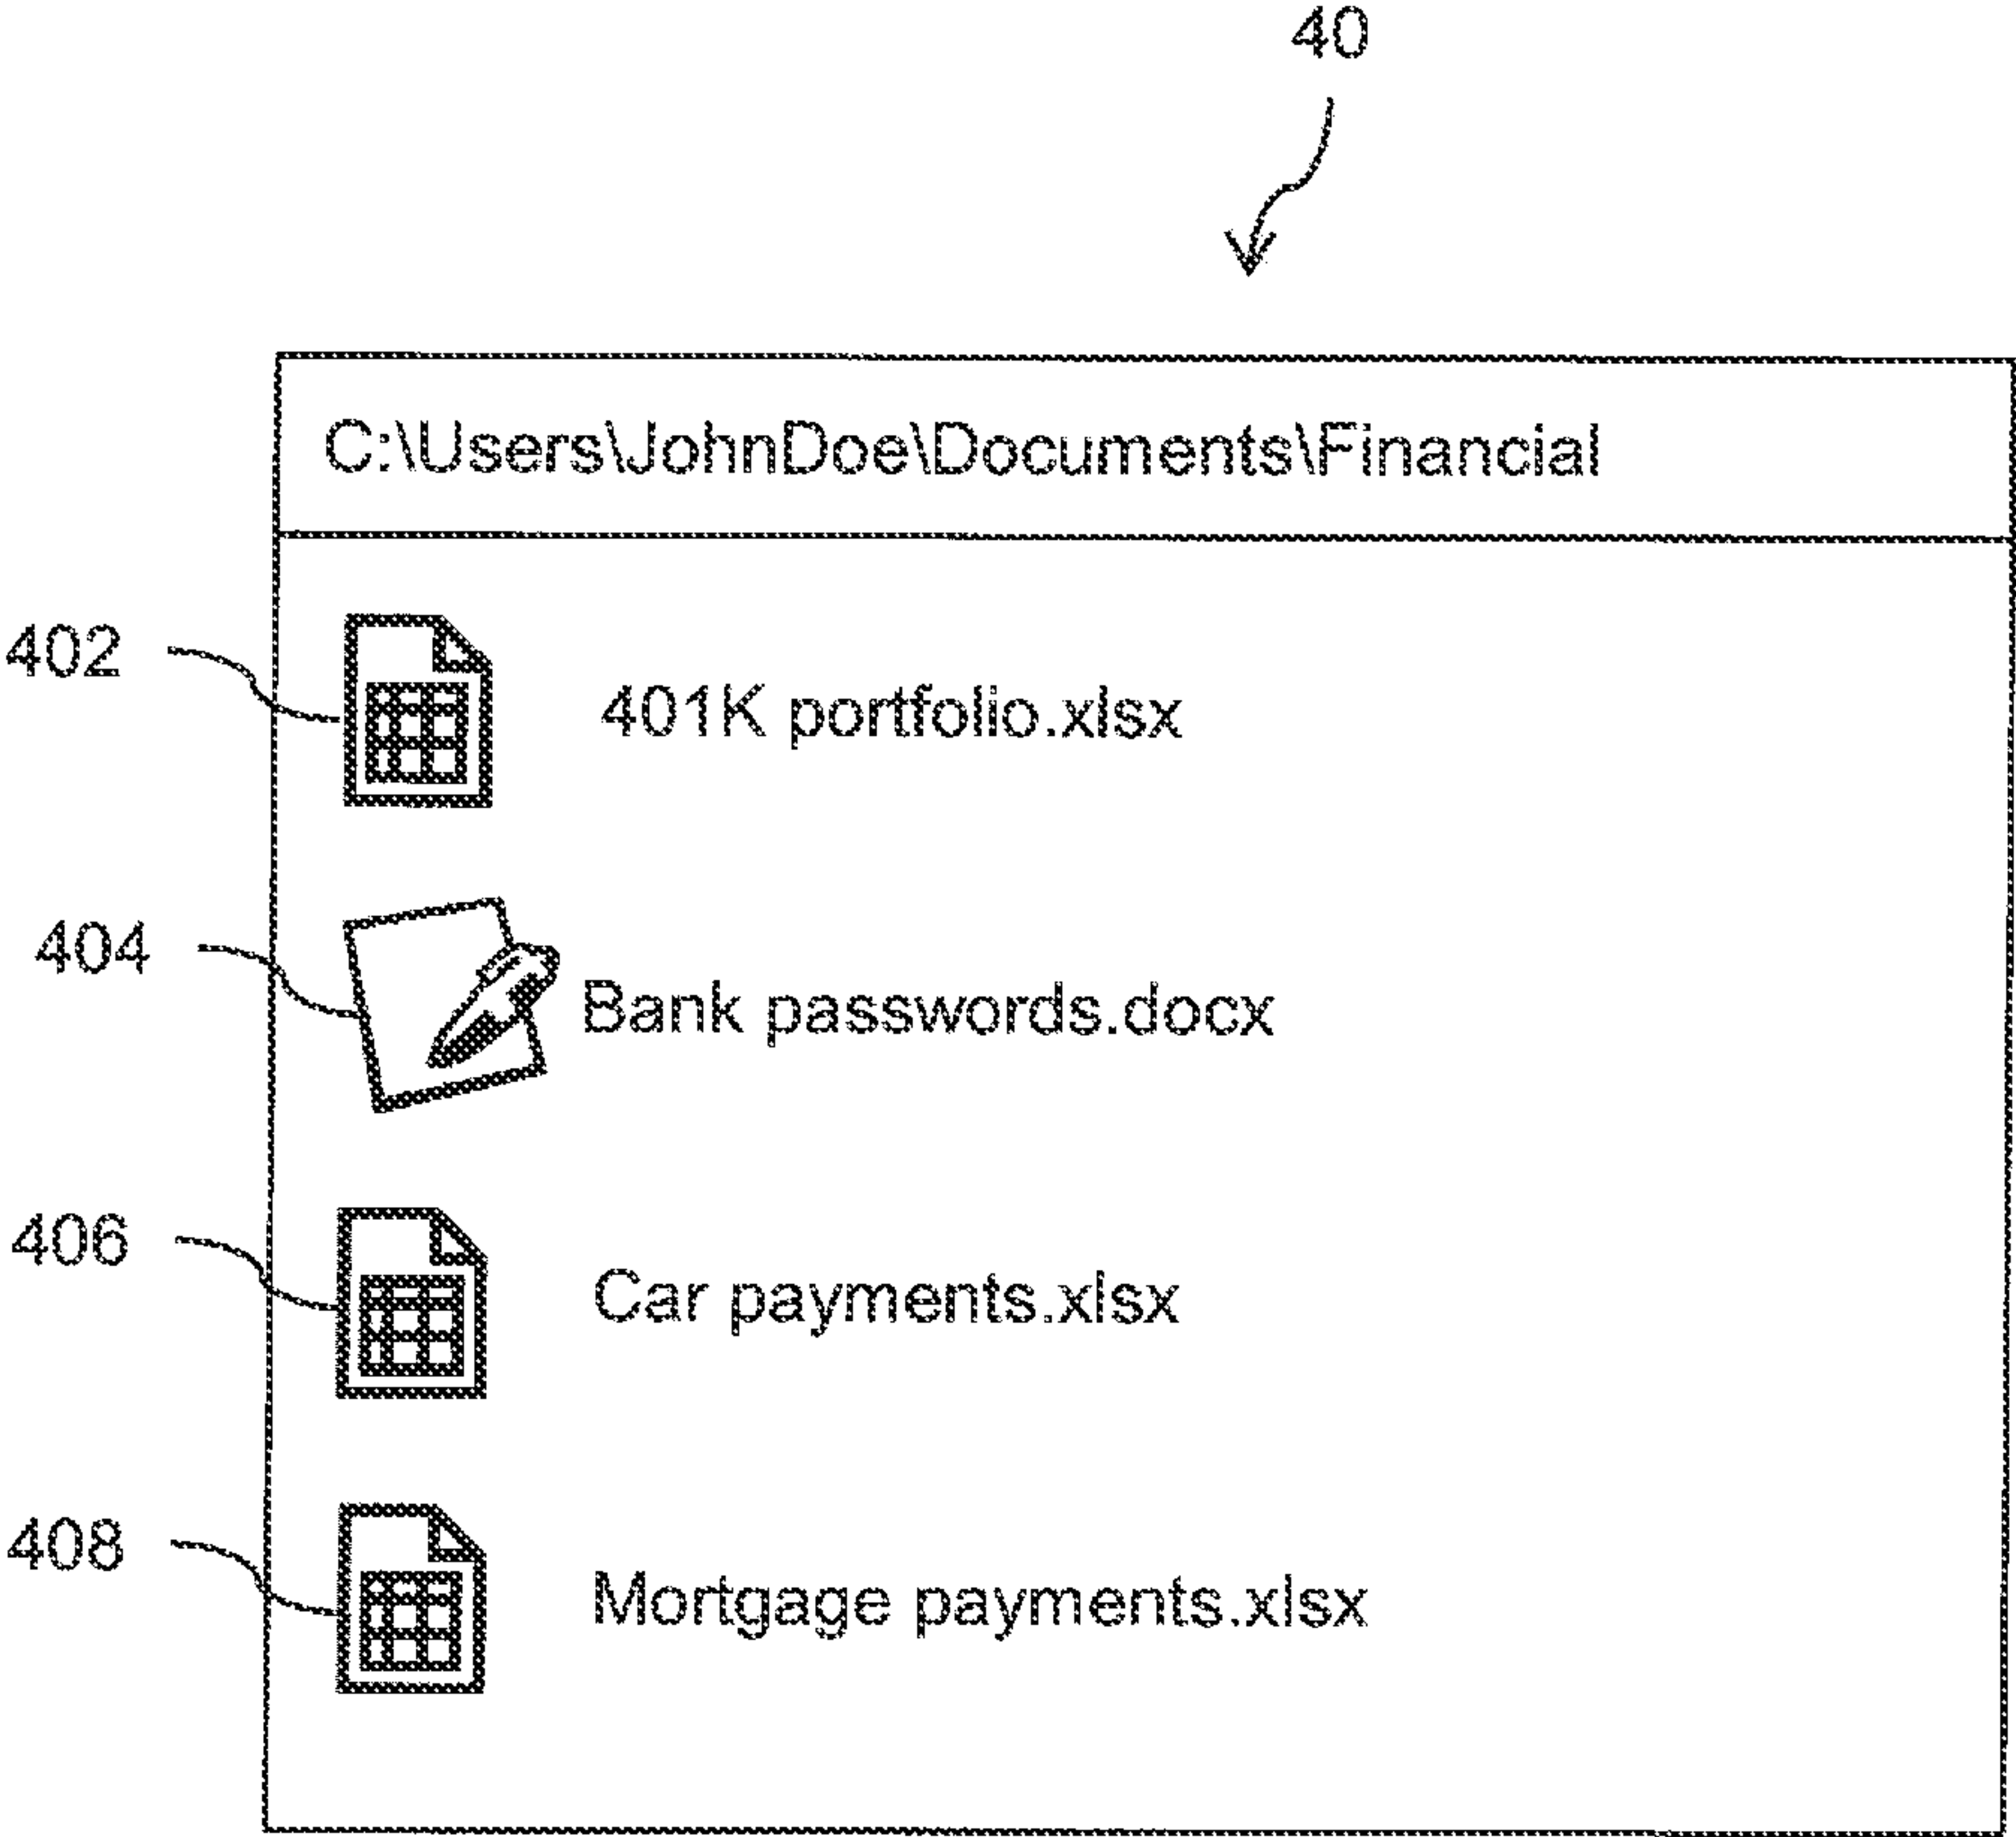 40
C:\Users\JohnDoe\Documents\Financial
402
401K portfolio.xlsx
404
Bank passwords.docx
406
Car payments.xlsx
408
Mortgage payments.xlsx